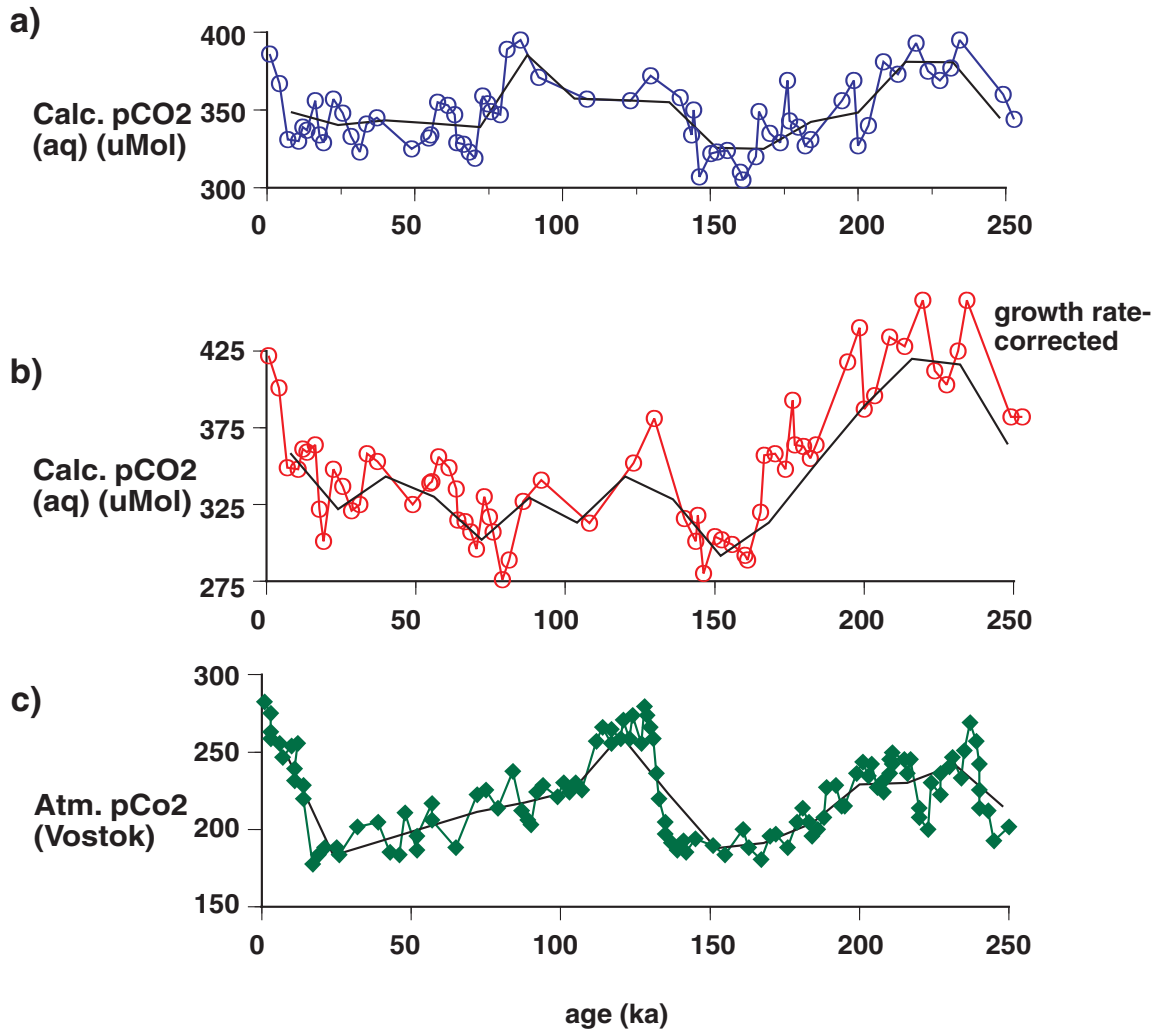 a)
400
350
300
Calc. pCO2
(aq) (uMol)
0 50 100 150 200 250
growth rate-
corrected
b)
425
375
325
275
Calc. pCO2
(aq) (uMol)
0 50 100 150 200 250
c)
300
250
200
150
Atm. pCo2
(Vostok)
0 50 100 150 200 250
age (ka)